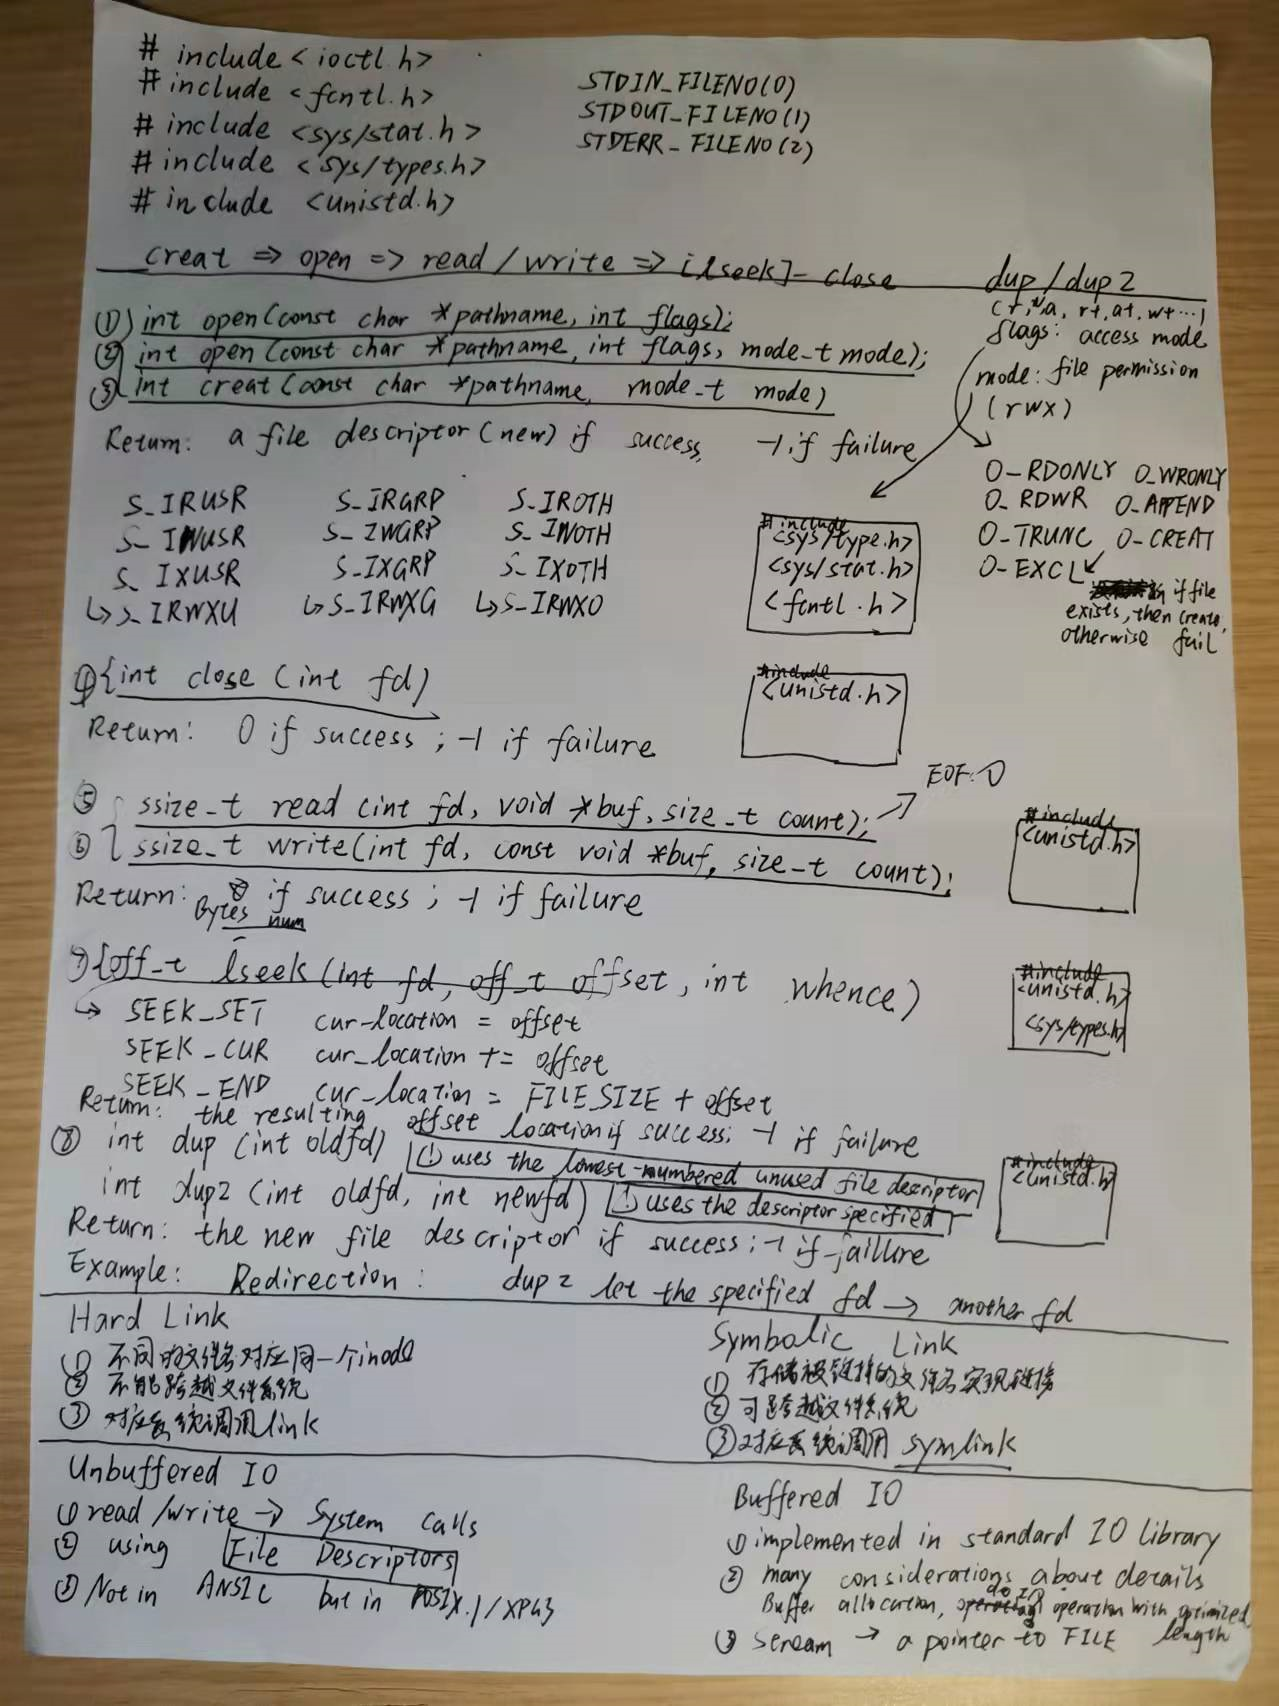 # include < ioctl.h>
# include <fcntl.h>
# include <sys/stat.h>
# include <sys/types.h>
# include <unistd.h>
STDIN_FILENO(0)
STDOUT_FILENO(1)
STDERR_FILENO(2)
creat ⇒ open => read / write => [lseek]- close
dup/dup2
① int open(const char *pathname, int flags);
② int open (const char *pathname, int flags, mode_t mode);
③ int creat (const char *pathname, mode_t mode)
(r, w, a, r+, a+, w+ ...)
flags: access mode
mode: file permission
(rwx)
Return: a file descriptor (new) if success, -1 if failure
O_RDONLY O_WRONLY
O_RDWR O_APPEND
O_TRUNC O_CREAT
O_EXCL
if file
exists, then create,
otherwise fail
S_IRUSR S_IRGRP S_IROTH
S_IWUSR S_IWGRP S_IWOTH
S_IXUSR S_IXGRP S_IXOTH
↳S_IRWXU ↳S_IRWXG ↳S_IRWXO
#include
<sys/type.h>
<sys/stat.h>
<fcntl.h>
④ {int close (int fd)
Return: 0 if success ; -1 if failure
#include
<unistd.h>
EOF: 0
⑤ ssize_t read (int fd, void *buf, size_t count);
⑥ ssize_t write(int fd, const void *buf, size_t count);
Return: if success ; -1 if failure
Bytes num
#include
<unistd.h>
⑦ {off_t lseek(int fd, off_t offset, int whence)
→ SEEK_SET cur_location = offset
SEEK_CUR cur_location += offset
SEEK_END cur_location = FILE_SIZE + offset
Return: the resulting offset location if success; -1 if failure
#include
<unistd.h>
<sys/types.h>
⑧ int dup (int oldfd) (!) uses the lowest-numbered unused file descriptor
int dup2 (int oldfd, int newfd) (!) uses the descriptor specified
Return: the new file descriptor if success ; -1 if faillure
#include
<unistd.h>
Example: Redirection: dup2 let the specified fd → another fd
Hard Link
① 不同的文件名对应同一个inode
② 不能跨越文件系统
③ 对应系统调用link
Symbolic Link
① 存储被链接的文件名实现链接
② 可跨越文件系统
③ 对应系统调用 symlink
Unbuffered IO
① read /write → System calls
② using File Descriptors
③ Not in ANSI C but in POSIX.1/XPG3
Buffered IO
① implemented in standard IO library
② many considerations about details
Buffer allocation, do IO operation with optimized length
③ stream → a pointer to FILE